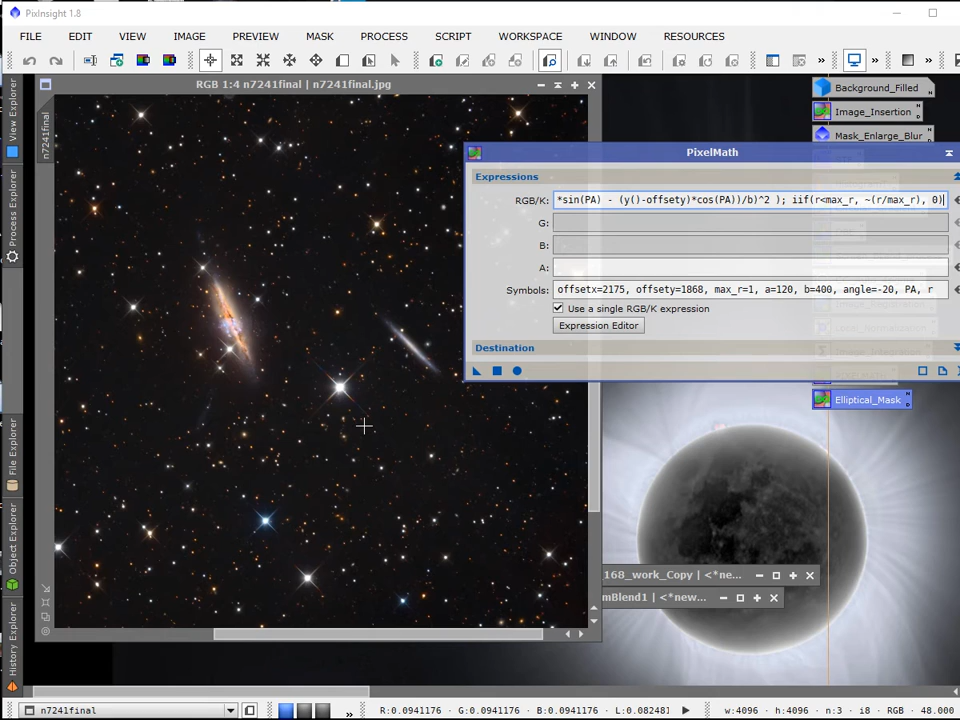 PixInsight 1.8
FILE EDIT VIEW IMAGE PREVIEW MASK PROCESS SCRIPT WORKSPACE WINDOW RESOURCES
RGB 1:4 n7241final | n7241final.jpg
n7241final
View Explorer
Process Explorer
File Explorer
Object Explorer
History Explorer
Background_Filled
Image_Insertion
Mask_Enlarge_Blur
PixelMath
Expressions
RGB/K: *sin(PA) - (y()-offsety)*cos(PA))/b)^2 ); iif(r<max_r, ~(r/max_r), 0)
G:
B:
A:
Symbols: offsetx=2175, offsety=1868, max_r=1, a=120, b=400, angle=-20, PA, r
Use a single RGB/K expression
Expression Editor
Destination
Elliptical_Mask
168_work_Copy | <*ne...
mBlend1 | <*new...
n7241final
R:0.0941176 · G:0.0941176 · B:0.0941176 · L:0.082481
w:4096 · h:4096 · n:3 · i8 · RGB · 48.000